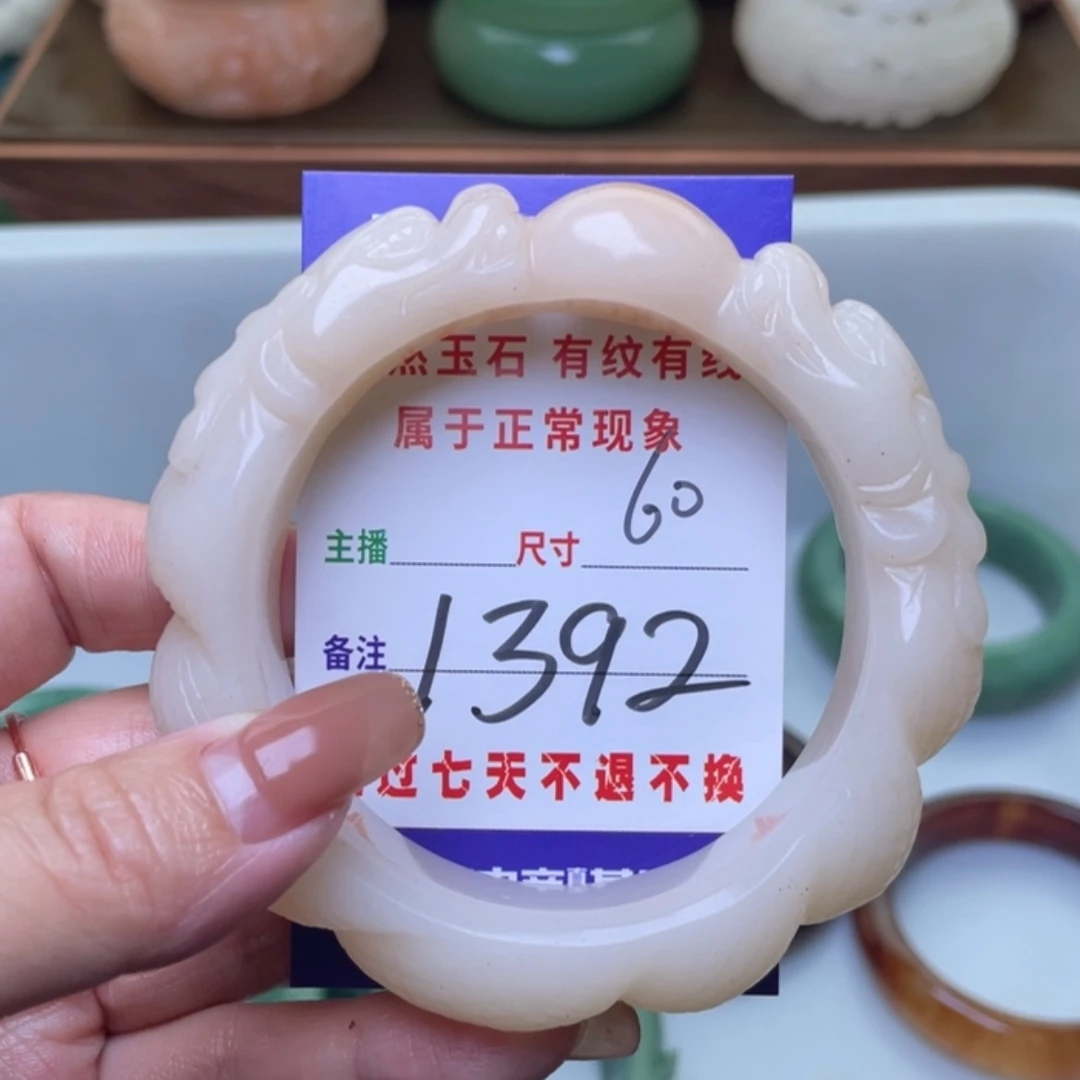 然玉石 有纹有线
属于正常现象
60
主播 尺寸
备注 1392
过七天不退不换